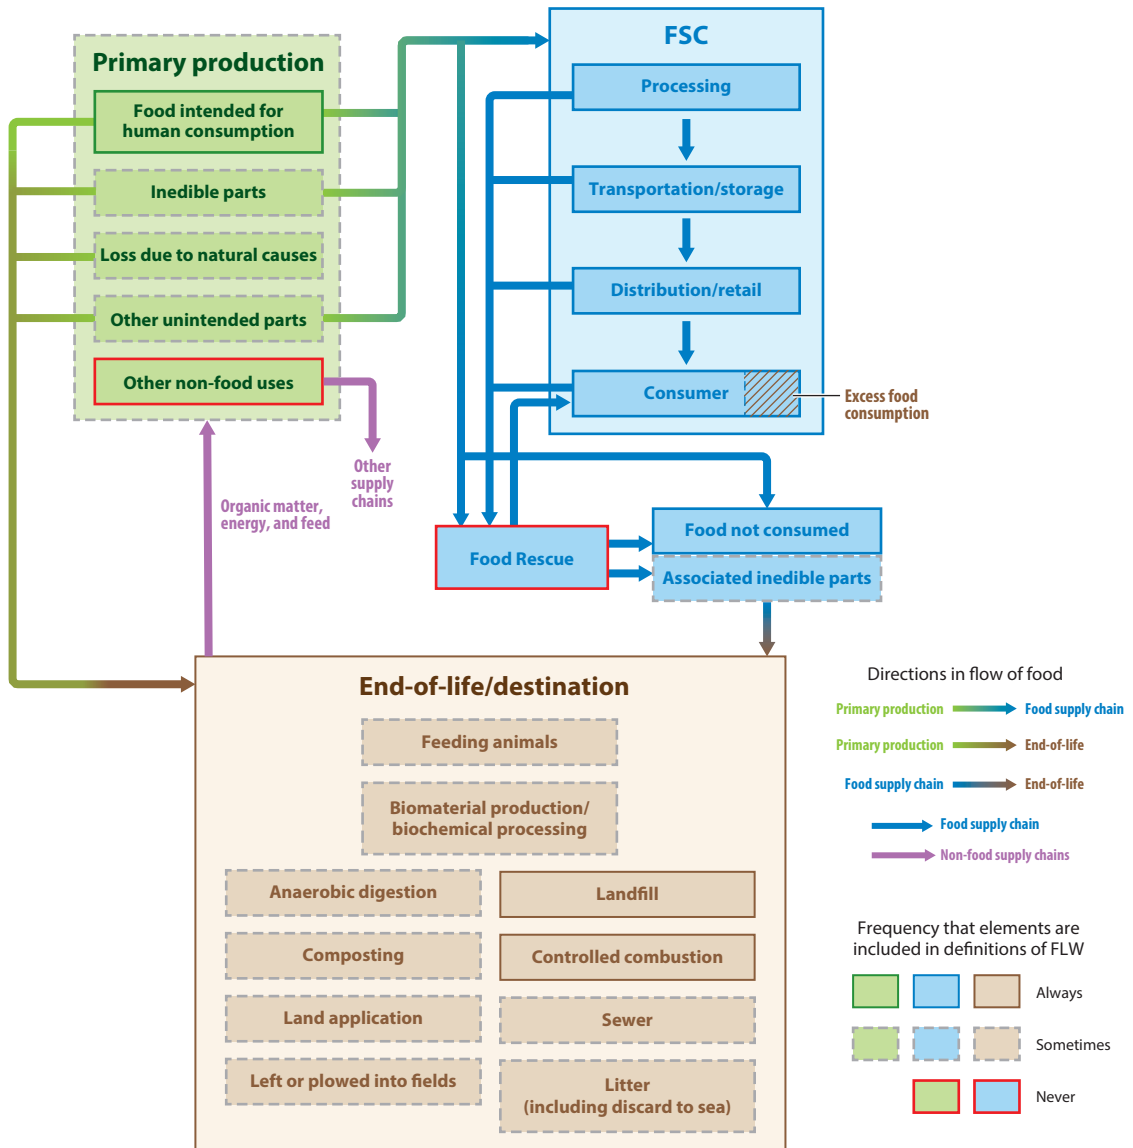 Primary production
Food intended for
human consumption
Inedible parts
Loss due to natural causes
Other unintended parts
Other non-food uses
Other
supply
chains
Organic matter,
energy, and feed
FSC
Processing
Transportation/storage
Distribution/retail
Consumer
Excess food
consumption
Food Rescue
Food not consumed
Associated inedible parts
End-of-life/destination
Feeding animals
Biomaterial production/
biochemical processing
Anaerobic digestion
Landfill
Composting
Controlled combustion
Land application
Sewer
Left or plowed into fields
Litter
(including discard to sea)
Directions in flow of food
Primary production Food supply chain
Primary production End-of-life
Food supply chain End-of-life
Food supply chain
Non-food supply chains
Frequency that elements are
included in definitions of FLW
Always
Sometimes
Never